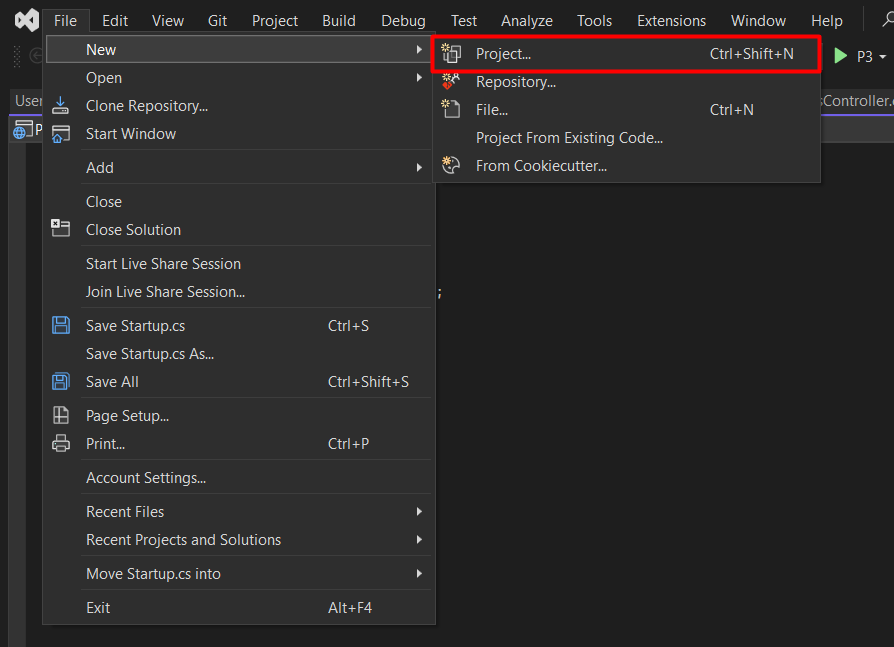 File Edit View Git Project Build Debug Test Analyze Tools Extensions Window Help
New
Project... Ctrl+Shift+N
P3
Open
Repository...
Clone Repository...
File... Ctrl+N
User
sController.
Start Window
P
Project From Existing Code...
Add
From Cookiecutter...
Close
Close Solution
Start Live Share Session
Join Live Share Session...
;
Save Startup.cs Ctrl+S
Save Startup.cs As...
Save All Ctrl+Shift+S
Page Setup...
Print... Ctrl+P
Account Settings...
Recent Files
Recent Projects and Solutions
Move Startup.cs into
Exit Alt+F4